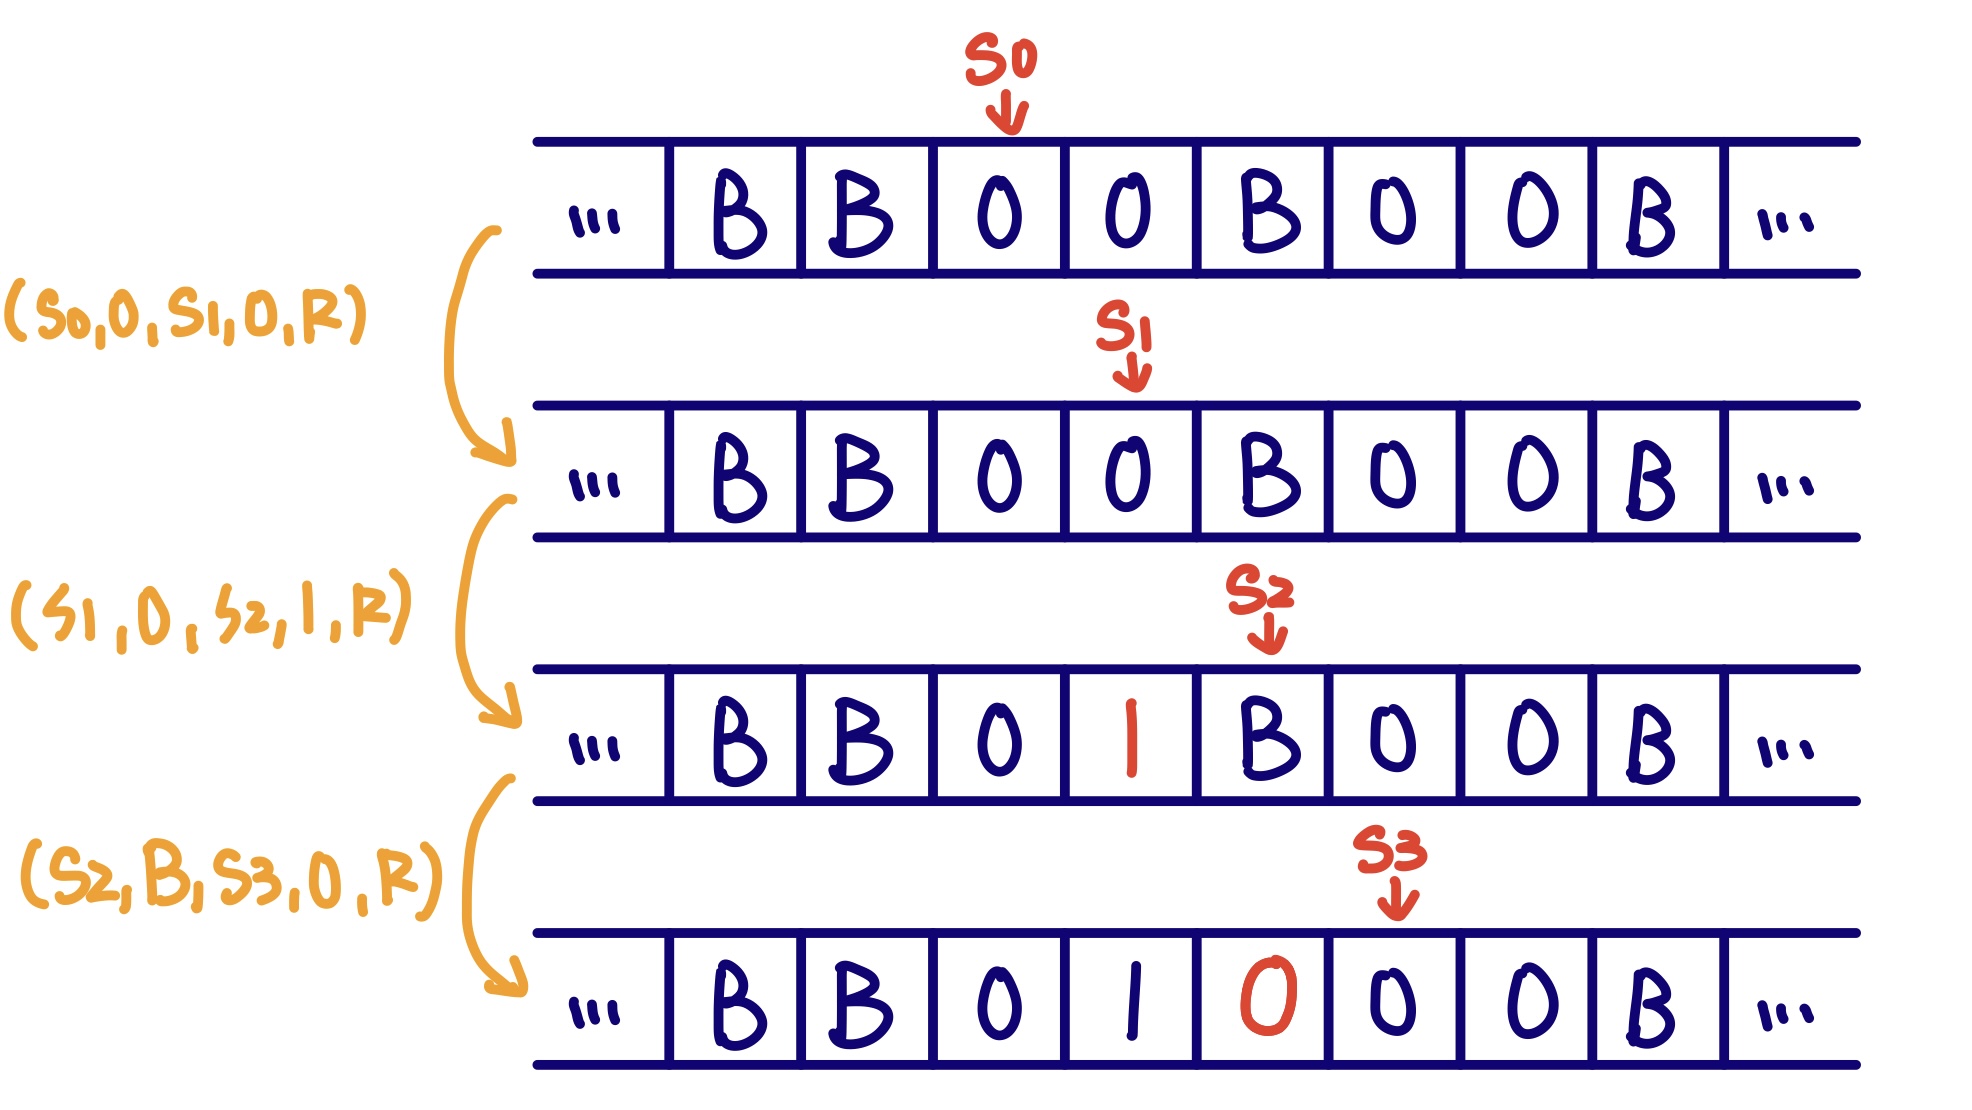 S0
... B B 0 0 B 0 0 B ...
(S0,0,S1,0,R)
S1
... B B 0 0 B 0 0 B ...
(S1,0,S2,1,R)
S2
... B B 0 1 B 0 0 B ...
(S2,B,S3,0,R)
S3
... B B 0 1 0 0 0 B ...